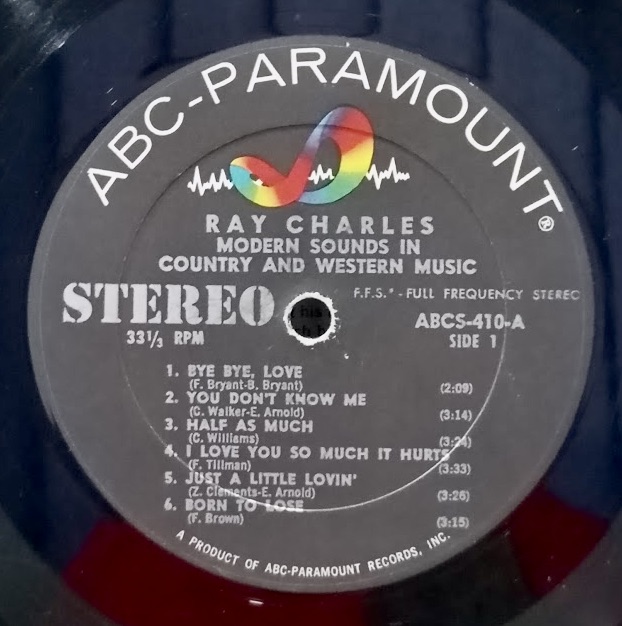 ABC-PARAMOUNT®
RAY CHARLES
MODERN SOUNDS IN
COUNTRY AND WESTERN MUSIC
STEREO
F.F.S.* - FULL FREQUENCY STEREO
33⅓ RPM
ABCS-410-A
SIDE 1
1. BYE BYE, LOVE
(F. Bryant-B. Bryant) (2:09)
2. YOU DON'T KNOW ME
(C. Walker-E. Arnold) (3:14)
3. HALF AS MUCH
(C. Williams) (3:24)
4. I LOVE YOU SO MUCH IT HURTS
(F. Tillman) (3:33)
5. JUST A LITTLE LOVIN'
(Z. Clements-E. Arnold) (3:26)
6. BORN TO LOSE
(F. Brown) (3:15)
A PRODUCT OF ABC-PARAMOUNT RECORDS, INC.